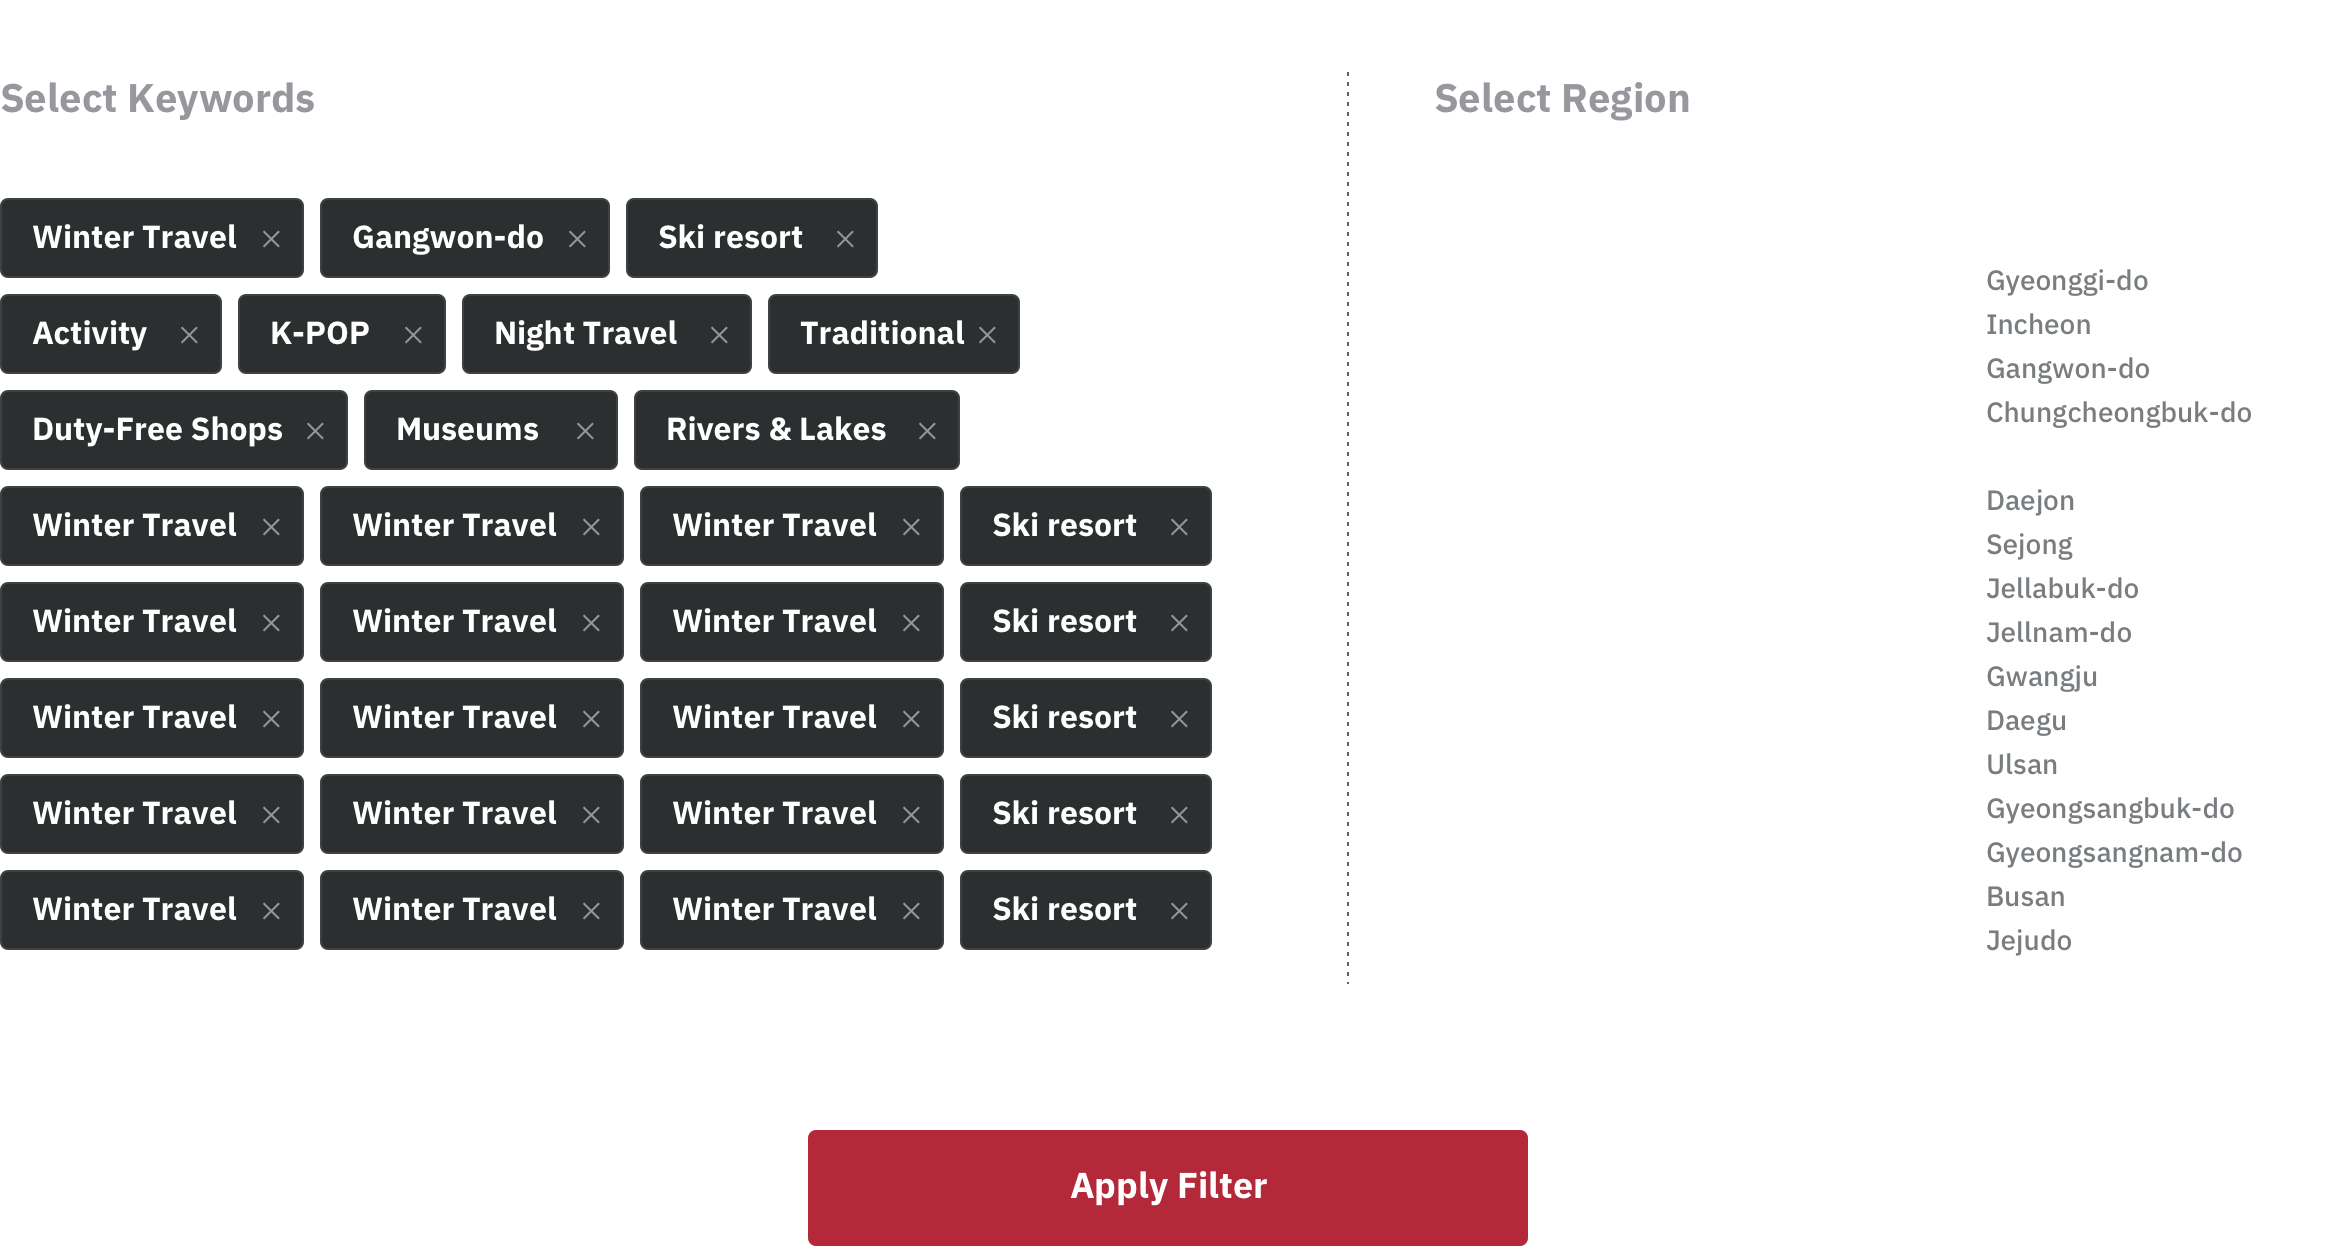 Select Keywords
Winter Travel Gangwon-do Ski resort
Activity K-POP Night Travel Traditional
Duty-Free Shops Museums Rivers & Lakes
Winter Travel Winter Travel Winter Travel Ski resort
Winter Travel Winter Travel Winter Travel Ski resort
Winter Travel Winter Travel Winter Travel Ski resort
Winter Travel Winter Travel Winter Travel Ski resort
Winter Travel Winter Travel Winter Travel Ski resort
Select Region
Gyeonggi-do
Incheon
Gangwon-do
Chungcheongbuk-do
Daejon
Sejong
Jellabuk-do
Jellnam-do
Gwangju
Daegu
Ulsan
Gyeongsangbuk-do
Gyeongsangnam-do
Busan
Jejudo
Apply Filter